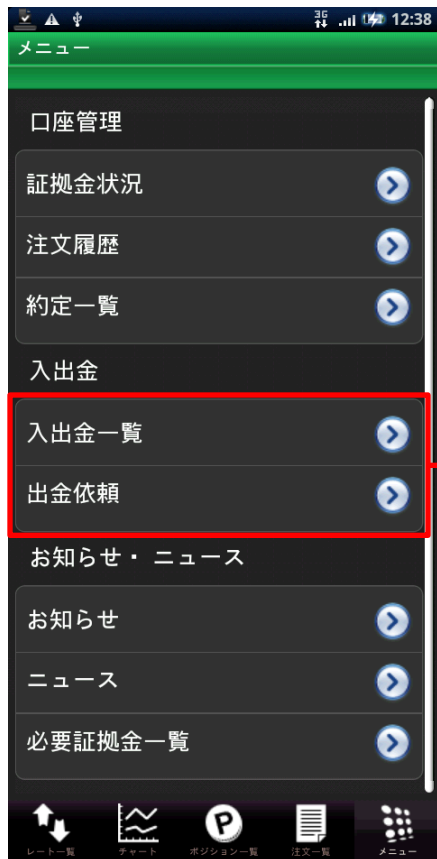 3G 12:38
メニュー
口座管理
証拠金状況
注文履歴
約定一覧
入出金
入出金一覧
出金依頼
お知らせ・ ニュース
お知らせ
ニュース
必要証拠金一覧
P
レート一覧 チャート ポジション一覧 注文一覧 メニュー